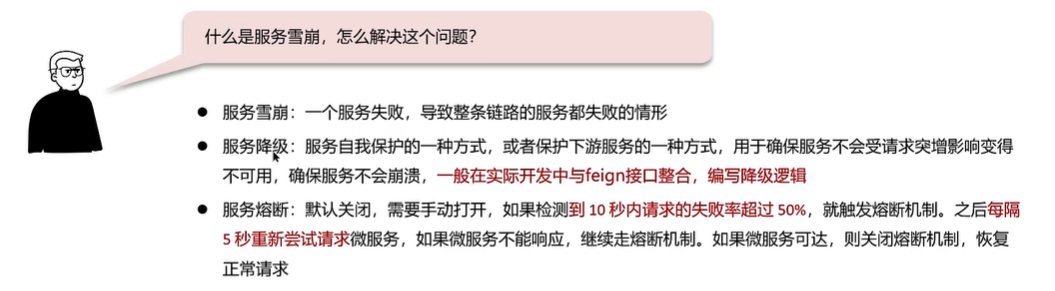 什么是服务雪崩，怎么解决这个问题？
● 服务雪崩：一个服务失败，导致整条链路的服务都失败的情形
● 服务降级：服务自我保护的一种方式，或者保护下游服务的一种方式，用于确保服务不会受请求突增影响变得
不可用，确保服务不会崩溃，一般在实际开发中与feign接口整合，编写降级逻辑
● 服务熔断：默认关闭，需要手动打开，如果检测到 10 秒内请求的失败率超过 50%，就触发熔断机制。之后每隔
5 秒重新尝试请求微服务，如果微服务不能响应，继续走熔断机制。如果微服务可达，则关闭熔断机制，恢复
正常请求